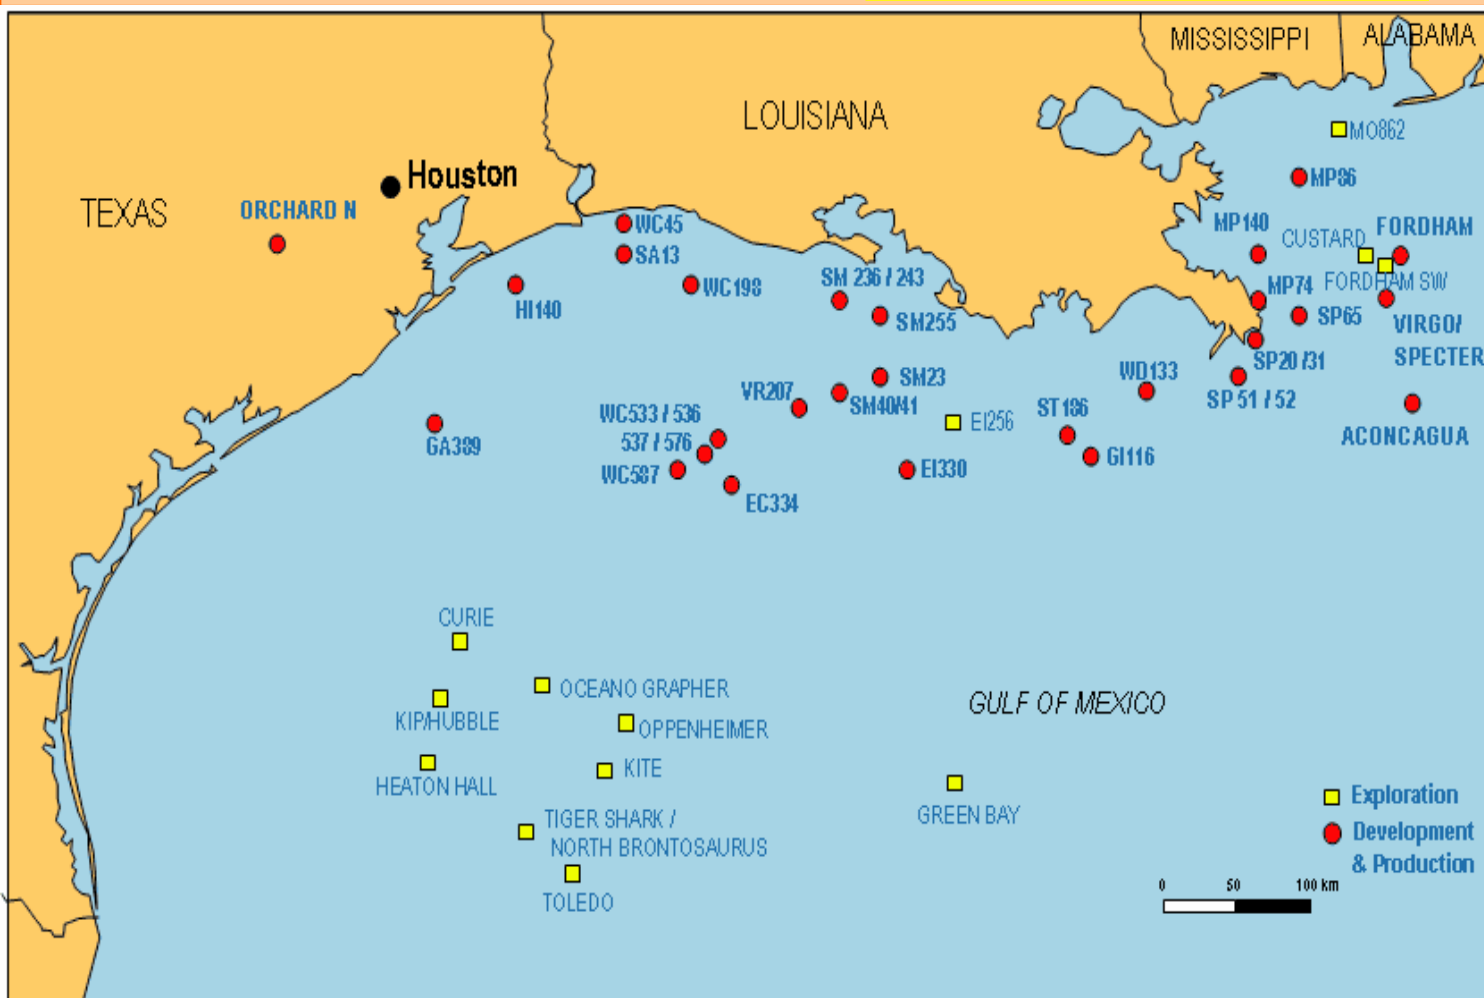 MISSISSIPPI
ALABAMA
LOUISIANA
MO862
Houston
MP86
TEXAS
ORCHARD N
WC45
MP140
FORDHAM
CUSTARD
SA13
SM 236 / 243
WC198
MP74
FORDHAM SW
HI140
SM255
SP65
VIRGO/
SPECTER
SP20 /31
WD133
SM23
VR207
SM40/41
SP 51 / 52
WC533 / 536
ST186
EI256
ACONCAGUA
537 / 576
GA389
GI116
WC587
EI330
EC334
CURIE
OCEANO GRAPHER
GULF OF MEXICO
KIP/HUBBLE
OPPENHEIMER
KITE
HEATON HALL
Exploration
GREEN BAY
TIGER SHARK /
NORTH BRONTOSAURUS
Development
& Production
TOLEDO
0 50 100 km